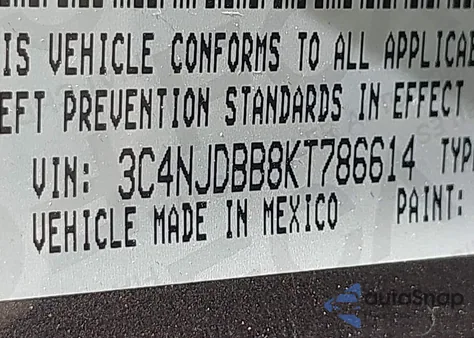 IS VEHICLE CONFORMS TO ALL APPLICAB
EFT PREVENTION STANDARDS IN EFFECT
VIN: 3C4NJDBB8KT786614 TYP
VEHICLE MADE IN MEXICO PAINT:
autoSnap